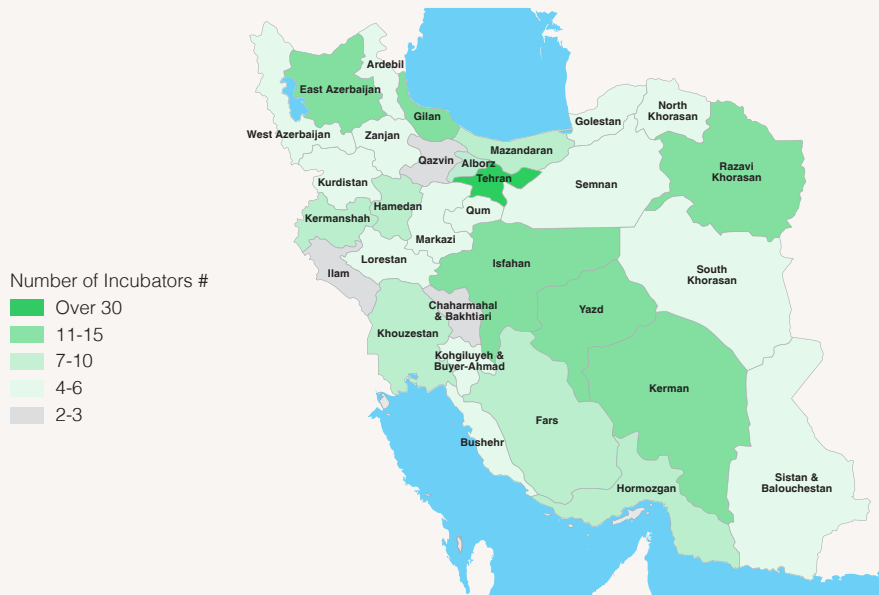 Ardebil
East Azerbaijan
Gilan
West Azerbaijan
Zanjan
Golestan
North
Khorasan
Mazandaran
Qazvin
Alborz
Tehran
Razavi
Khorasan
Kurdistan
Semnan
Hamedan
Qum
Kermanshah
Markazi
Lorestan
Isfahan
Ilam
South
Khorasan
Number of Incubators #
Over 30
11-15
7-10
4-6
2-3
Chaharmahal
& Bakhtiari
Yazd
Khouzestan
Kohgiluyeh &
Buyer-Ahmad
Kerman
Fars
Bushehr
Hormozgan
Sistan &
Balouchestan